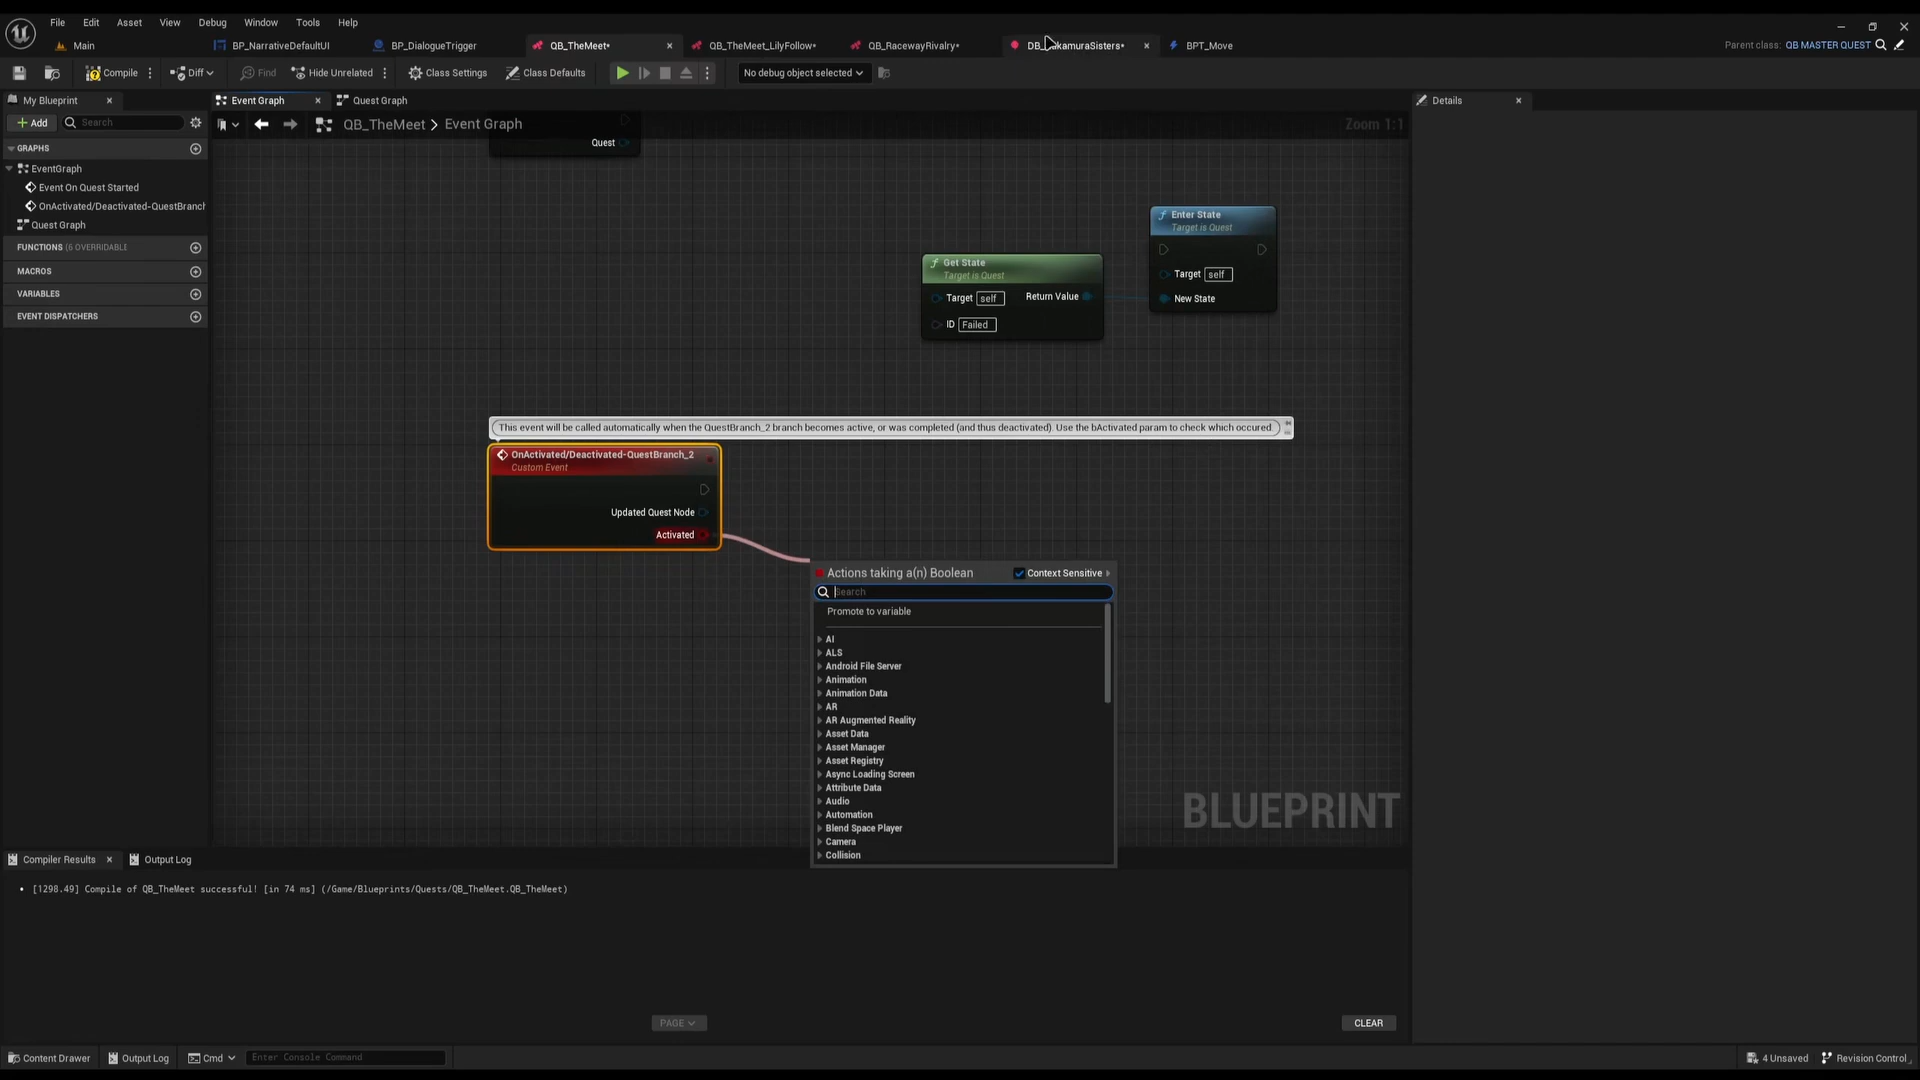 File Edit Asset View Debug Window Tools Help
Main BP_NarrativeDefaultUI BP_DialogueTrigger QB_TheMeet* QB_TheMeet_LilyFollow* QB_RacewayRivalry* DB_ kamuraSisters* BPT_Move Parent class: QB MASTER QUEST
Compile Diff Find Hide Unrelated Class Settings Class Defaults No debug object selected
My Blueprint Event Graph Quest Graph Details
Add Search QB_TheMeet > Event Graph Zoom 1:1
GRAPHS
EventGraph
Event On Quest Started
OnActivated/Deactivated-QuestBranch
Quest Graph
FUNCTIONS (6 OVERRIDABLE
MACROS
VARIABLES
EVENT DISPATCHERS
Quest
Enter State
Target is Quest
Target self
New State
Get State
Target is Quest
Target self Return Value
ID Failed
This event will be called automatically when the QuestBranch_2 branch becomes active, or was completed (and thus deactivated). Use the bActivated param to check which occured.
OnActivated/Deactivated-QuestBranch_2
Custom Event
Updated Quest Node
Activated
Actions taking a(n) Boolean Context Sensitive
Search
Promote to variable
AI
ALS
Android File Server
Animation
Animation Data
AR
AR Augmented Reality
Asset Data
Asset Manager
Asset Registry
Async Loading Screen
Attribute Data
Audio
Automation
Blend Space Player
Camera
Collision
BLUEPRINT
Compiler Results Output Log
[1298.49] Compile of QB_TheMeet successful! [in 74 ms] (/Game/Blueprints/Quests/QB_TheMeet.QB_TheMeet)
PAGE CLEAR
Content Drawer Output Log Cmd Enter Console Command 4 Unsaved Revision Control